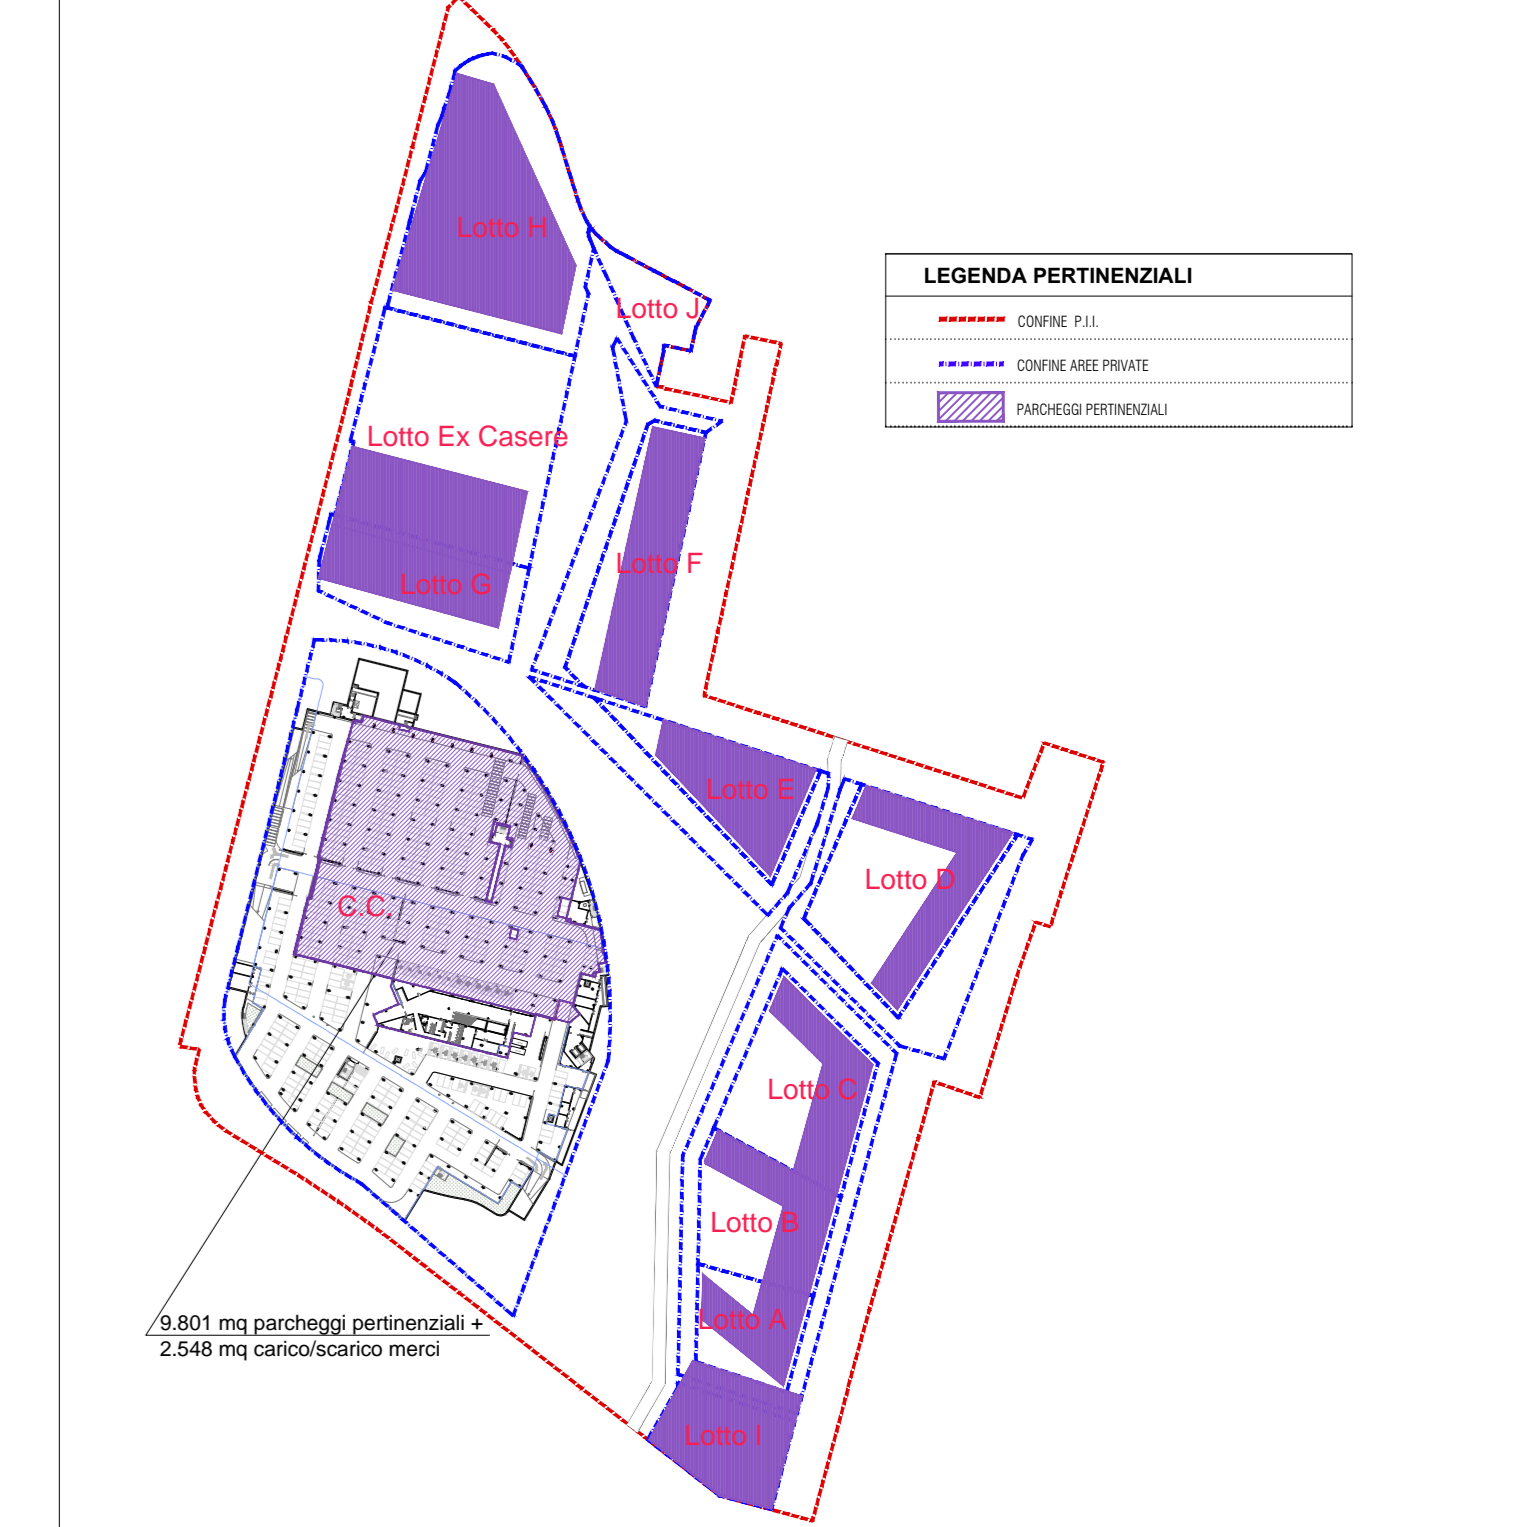 Lotto H
LEGENDA PERTINENZIALI
CONFINE P.I.I.
CONFINE AREE PRIVATE
PARCHEGGI PERTINENZIALI
Lotto J
Lotto Ex Casere
Lotto F
Lotto G
Lotto E
Lotto D
C.C.
Lotto C
Lotto B
Lotto A
9.801 mq parcheggi pertinenziali +
2.548 mq carico/scarico merci
Lotto I